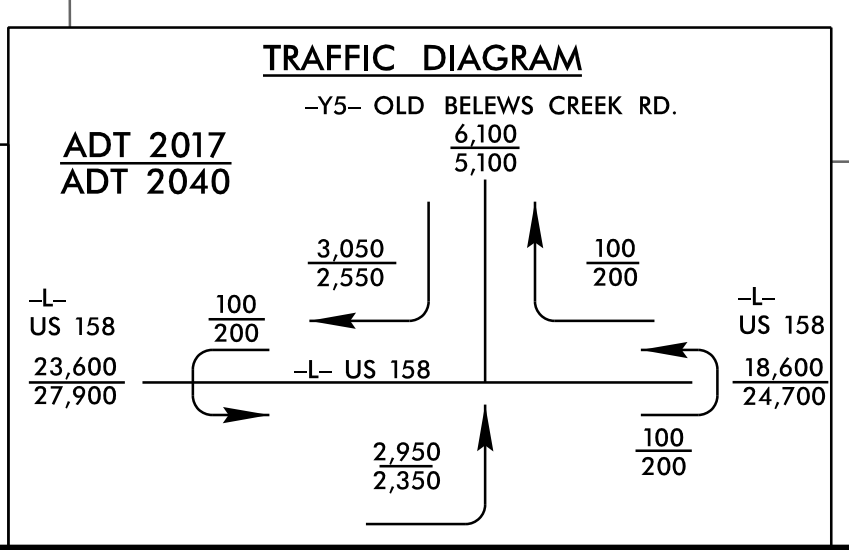 TRAFFIC DIAGRAM
–Y5– OLD BELEWS CREEK RD.
6,100
5,100
ADT 2017
ADT 2040
3,050
2,550
100
200
–L–
US 158
23,600
27,900
100
200
–L– US 158
–L–
US 158
18,600
24,700
2,950
2,350
100
200